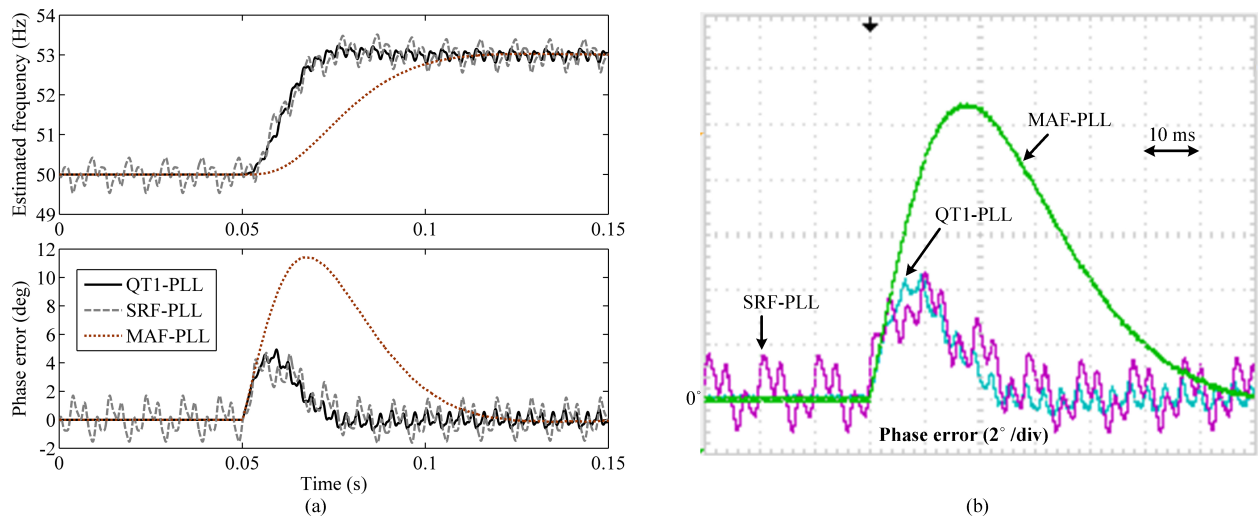 Estimated frequency (Hz)
54
53
52
51
50
49
0
0.05
0.1
0.15
Phase error (deg)
12
10
8
6
4
2
0
-2
QT1-PLL
SRF-PLL
MAF-PLL
0
0.05
0.1
0.15
Time (s)
(a)
MAF-PLL
10 ms
QT1-PLL
SRF-PLL
0°
Phase error (2° /div)
(b)